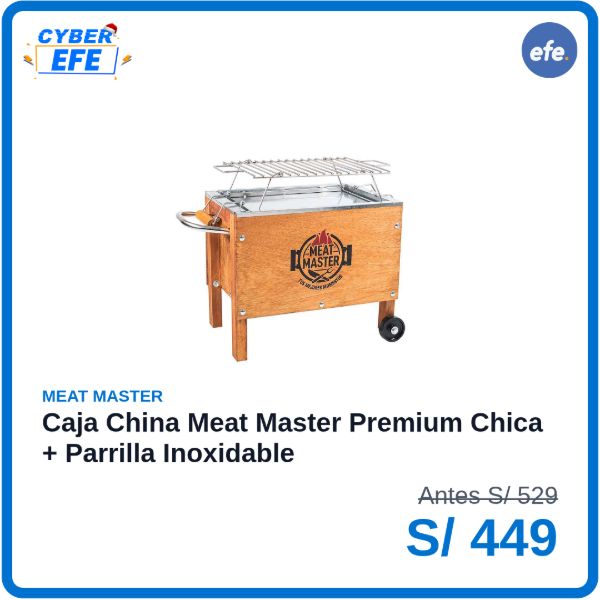 CYBER
EFE
efe.
MEAT
MASTER
MEAT MASTER
Caja China Meat Master Premium Chica
+ Parrilla Inoxidable
Antes S/ 529
S/ 449